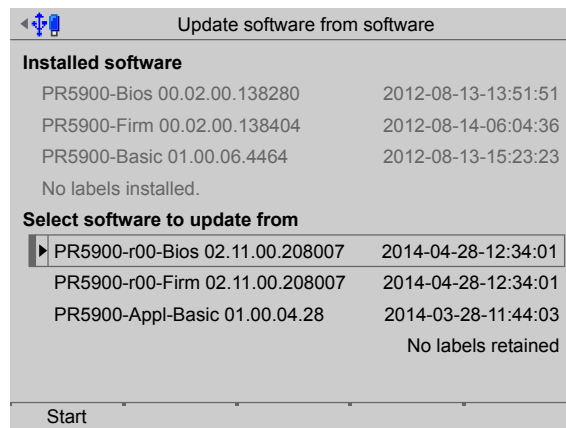 Update software from software
Installed software
PR5900-Bios 00.02.00.138280 2012-08-13-13:51:51
PR5900-Firm 00.02.00.138404 2012-08-14-06:04:36
PR5900-Basic 01.00.06.4464 2012-08-13-15:23:23
No labels installed.
Select software to update from
PR5900-r00-Bios 02.11.00.208007 2014-04-28-12:34:01
PR5900-r00-Firm 02.11.00.208007 2014-04-28-12:34:01
PR5900-Appl-Basic 01.00.04.28 2014-03-28-11:44:03
No labels retained
Start